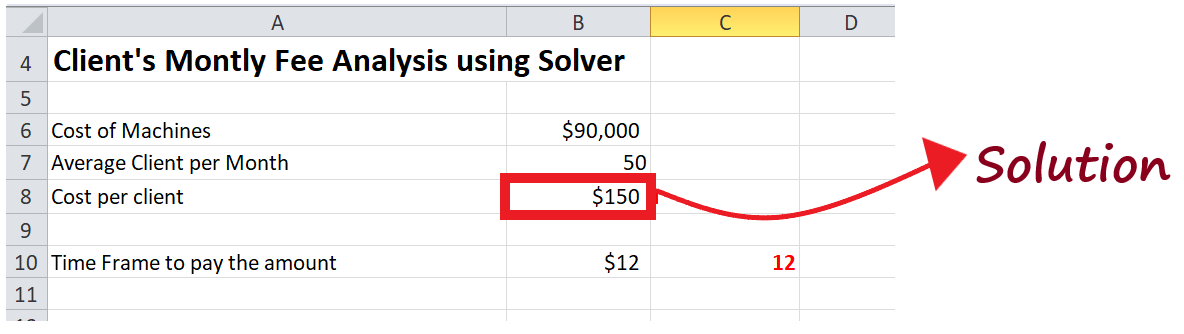 A B C D
4 Client's Montly Fee Analysis using Solver
5
6 Cost of Machines $90,000
7 Average Client per Month 50
8 Cost per client $150
Solution
9
10 Time Frame to pay the amount $12 12
11